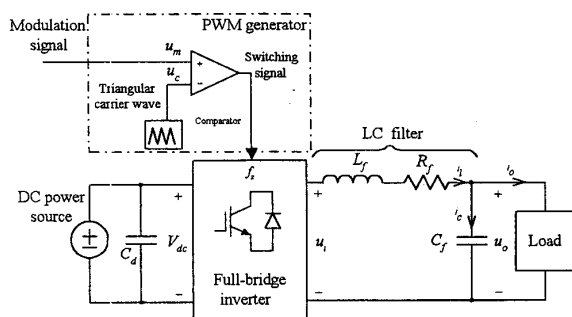 Modulation signal
PWM generator
u_m
u_c
Switching signal
Triangular carrier wave
Comparator
LC filter
f_s
L_f
R_f
i_l
i_o
DC power source
C_d
V_dc
+
−
Full-bridge inverter
u_i
i_c
C_f
u_o
Load